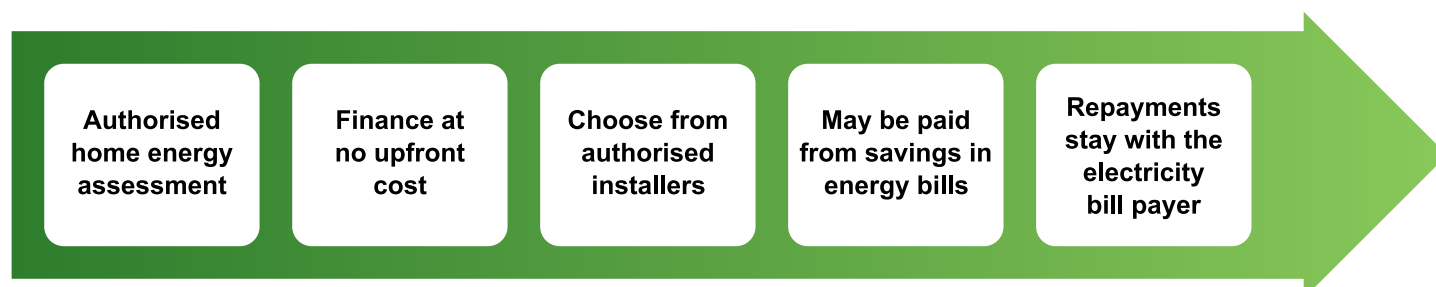 Authorised
home energy
assessment
Finance at
no upfront
cost
Choose from
authorised
installers
May be paid
from savings in
energy bills
Repayments
stay with the
electricity
bill payer